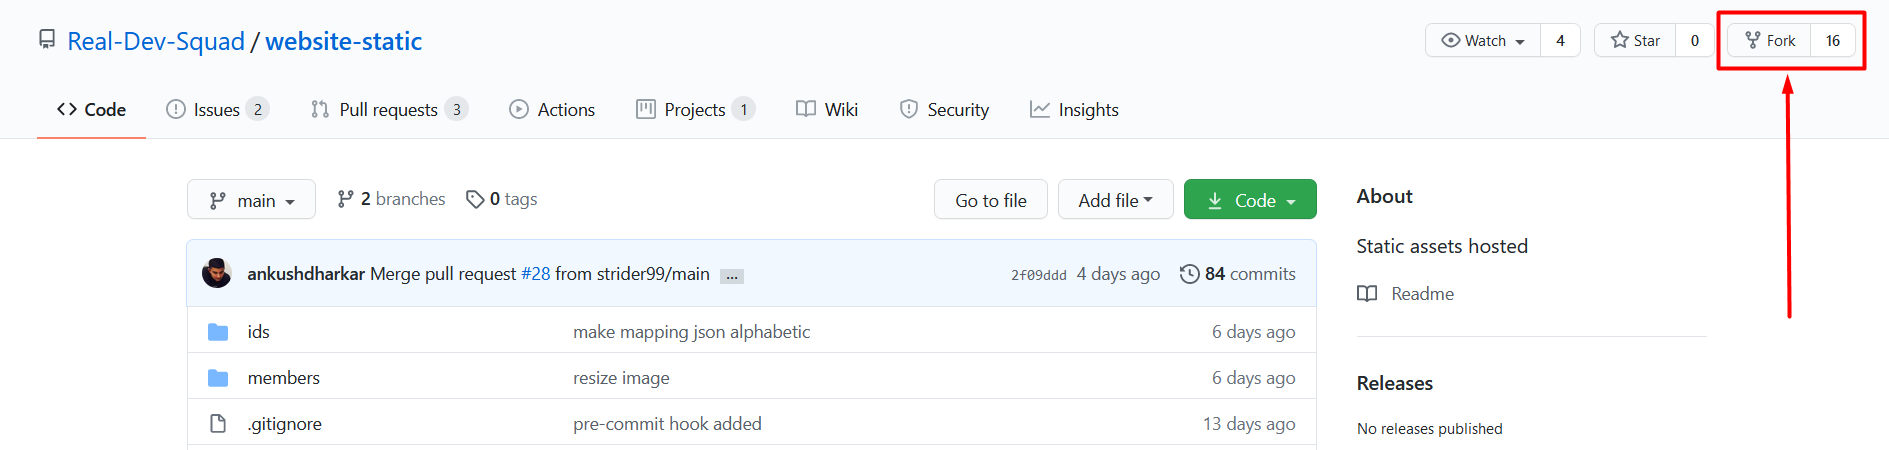 Real-Dev-Squad / website-static
Watch 4 Star 0 Fork 16
Code Issues 2 Pull requests 3 Actions Projects 1 Wiki Security Insights
main 2 branches 0 tags Go to file Add file Code
ankushdharkar Merge pull request #28 from strider99/main ... 2f09ddd 4 days ago 84 commits
ids make mapping json alphabetic 6 days ago
members resize image 6 days ago
.gitignore pre-commit hook added 13 days ago
About
Static assets hosted
Readme
Releases
No releases published